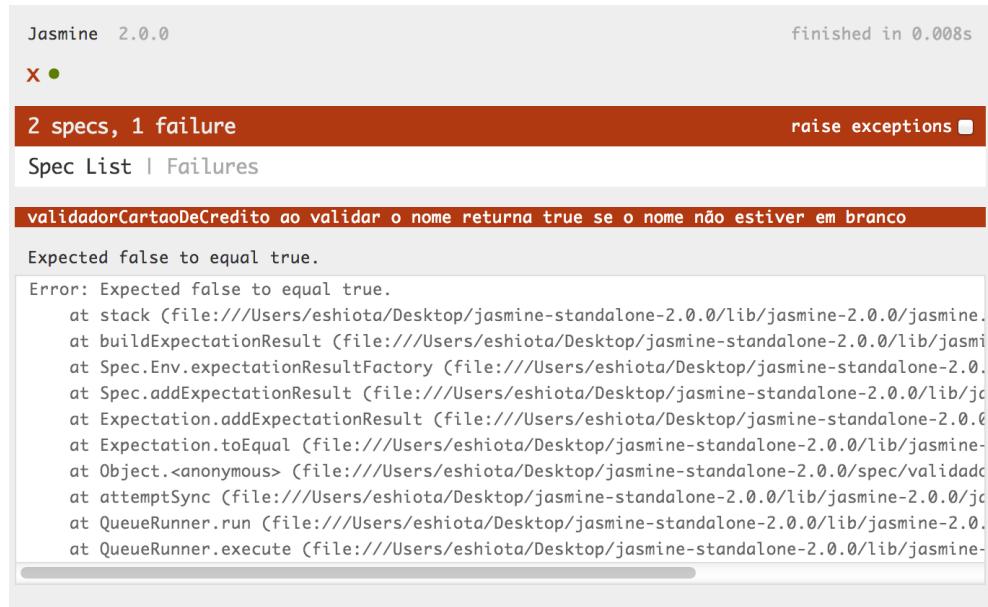 Jasmine 2.0.0 finished in 0.008s
x
2 specs, 1 failure raise exceptions
Spec List | Failures
validadorCartaoDeCredito ao validar o nome returna true se o nome não estiver em branco
Expected false to equal true.
Error: Expected false to equal true.
at stack (file:///Users/eshiota/Desktop/jasmine-standalone-2.0.0/lib/jasmine-2.0.0/jasmine.
at buildExpectationResult (file:///Users/eshiota/Desktop/jasmine-standalone-2.0.0/lib/jasmi
at Spec.Env.expectationResultFactory (file:///Users/eshiota/Desktop/jasmine-standalone-2.0.
at Spec.addExpectationResult (file:///Users/eshiota/Desktop/jasmine-standalone-2.0.0/lib/ja
at Expectation.addExpectationResult (file:///Users/eshiota/Desktop/jasmine-standalone-2.0.0
at Expectation.toEqual (file:///Users/eshiota/Desktop/jasmine-standalone-2.0.0/lib/jasmine-
at Object.<anonymous> (file:///Users/eshiota/Desktop/jasmine-standalone-2.0.0/spec/validado
at attemptSync (file:///Users/eshiota/Desktop/jasmine-standalone-2.0.0/lib/jasmine-2.0.0/ja
at QueueRunner.run (file:///Users/eshiota/Desktop/jasmine-standalone-2.0.0/lib/jasmine-2.0.
at QueueRunner.execute (file:///Users/eshiota/Desktop/jasmine-standalone-2.0.0/lib/jasmine-